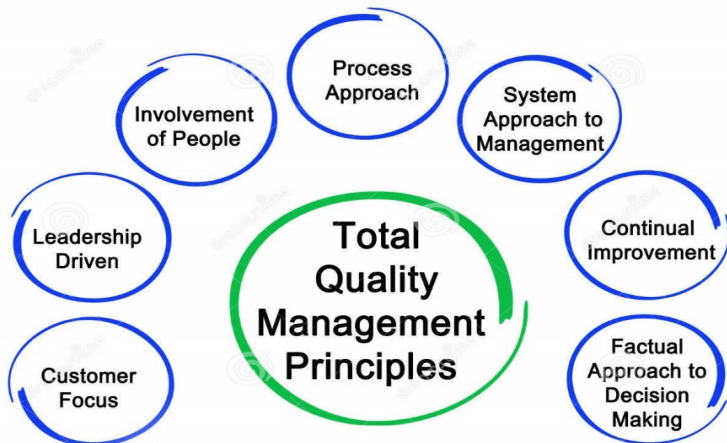 Process
Approach
Involvement
of People
System
Approach to
Management
Leadership
Driven
Total
Quality
Management
Principles
Continual
Improvement
Customer
Focus
Factual
Approach to
Decision
Making